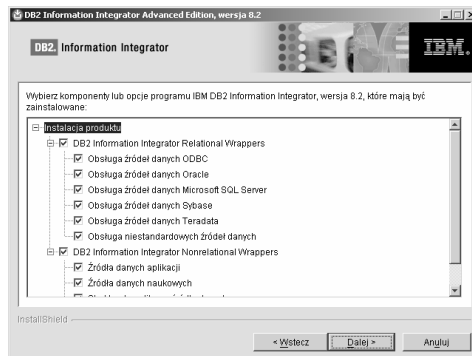 DB2 Information Integrator Advanced Edition, wersja 8.2
DB2. Information Integrator
IBM.
Wybierz komponenty lub opcje programu IBM DB2 Information Integrator, wersja 8.2, które mają być
zainstalowane:
Instalacja produktu
DB2 Information Integrator Relational Wrappers
Obsługa źródeł danych ODBC
Obsługa źródeł danych Oracle
Obsługa źródeł danych Microsoft SQL Server
Obsługa źródeł danych Sybase
Obsługa źródeł danych Teradata
Obsługa niestandardowych źródeł danych
DB2 Information Integrator Nonrelational Wrappers
Źródła danych aplikacji
Źródła danych naukowych
InstallShield
< Wstecz
Dalej >
Anuluj